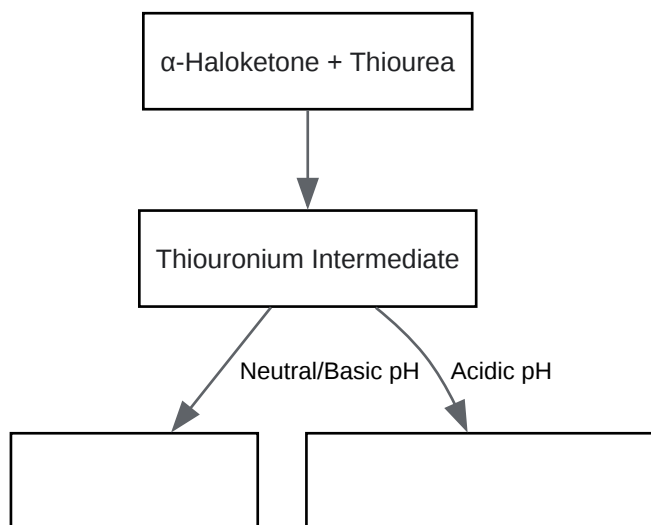 α-Haloketone + Thiourea
Thiouronium Intermediate
Neutral/Basic pH
Acidic pH